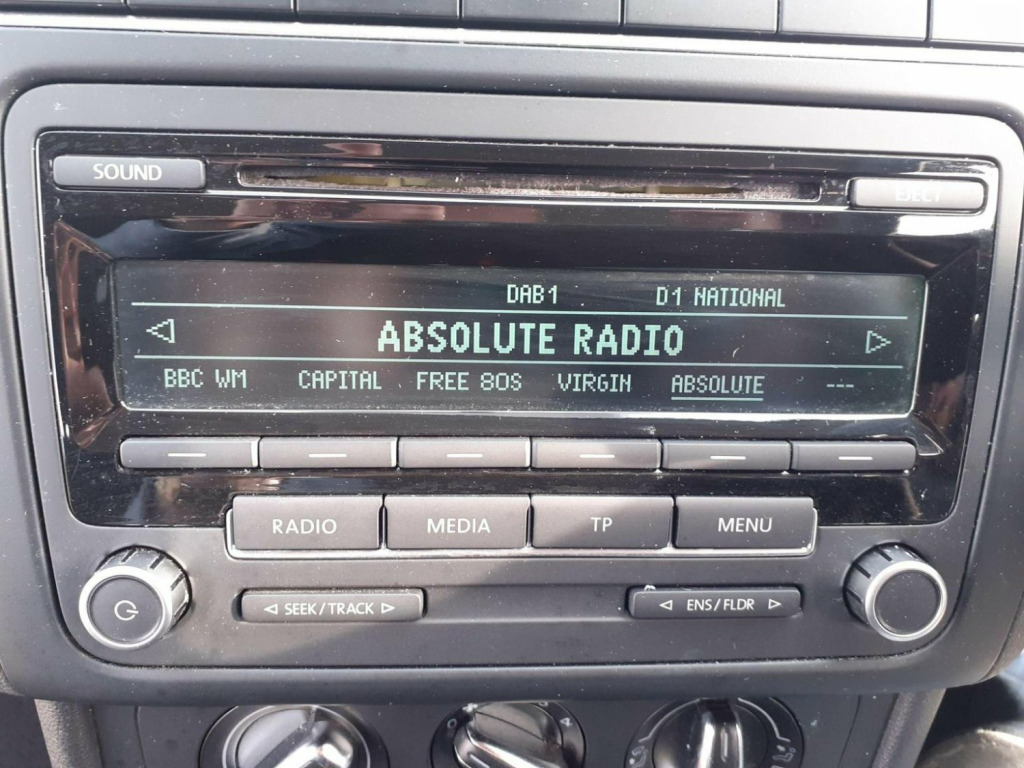 SOUND
EJECT
DAB1 D1 NATIONAL
ABSOLUTE RADIO
BBC WM CAPITAL FREE 80S VIRGIN ABSOLUTE ---
RADIO MEDIA TP MENU
SEEK/TRACK ENS/FLDR